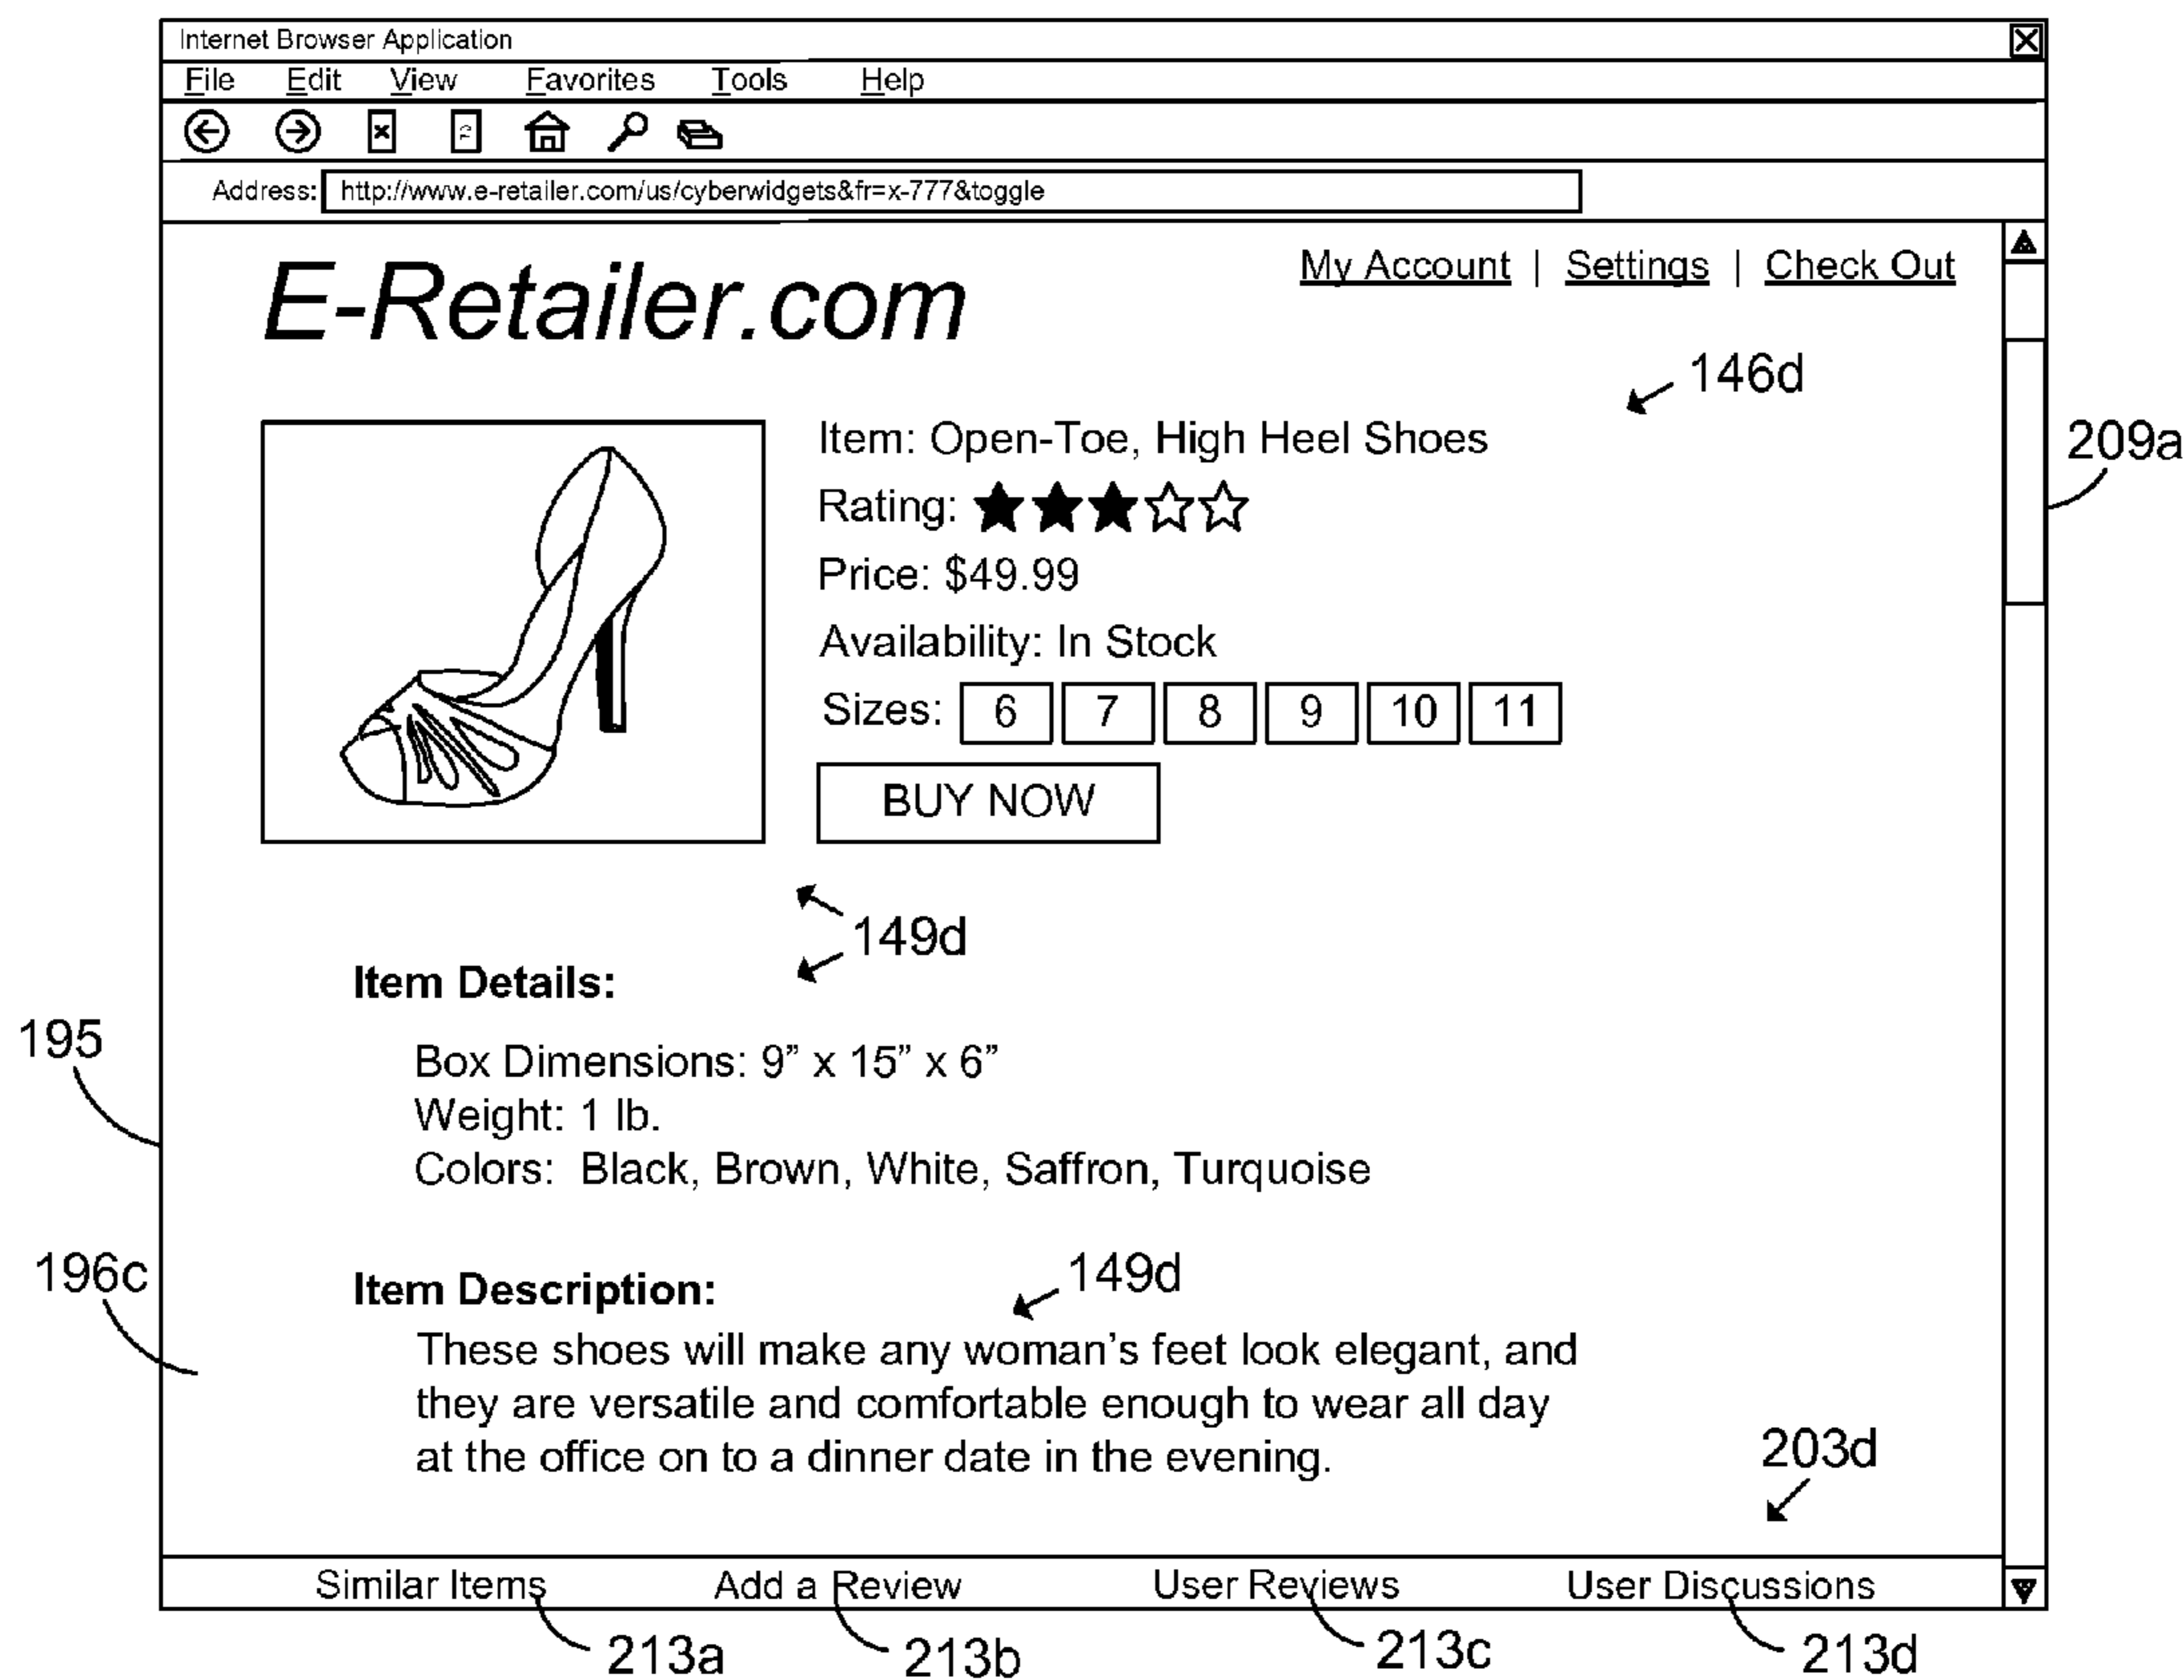 Internet Browser Application
File Edit View Favorites Tools Help
Address: http://www.e-retailer.com/us/cyberwidgets&fr=x-777&toggle
E-Retailer.com
My Account | Settings | Check Out
146d
209a
Item: Open-Toe, High Heel Shoes
Rating:
Price: $49.99
Availability: In Stock
Sizes: 6 7 8 9 10 11
BUY NOW
149d
Item Details:
195
Box Dimensions: 9” x 15” x 6”
Weight: 1 lb.
Colors: Black, Brown, White, Saffron, Turquoise
196c
149d
Item Description:
These shoes will make any woman’s feet look elegant, and
they are versatile and comfortable enough to wear all day
at the office on to a dinner date in the evening.
203d
Similar Items Add a Review User Reviews User Discussions
213a 213b 213c 213d